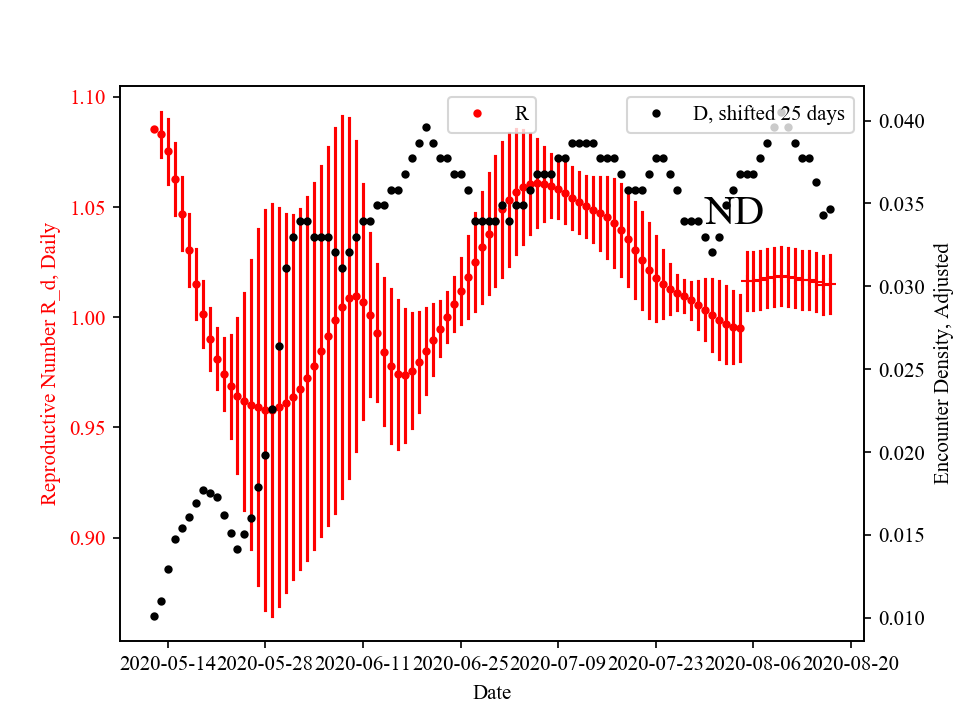 R
D, shifted 25 days
1.10
1.05
1.00
0.95
0.90
Reproductive Number R_d, Daily
ND
0.040
0.035
0.030
0.025
0.020
0.015
0.010
Encounter Density, Adjusted
2020-05-14 2020-05-28 2020-06-11 2020-06-25 2020-07-09 2020-07-23 2020-08-06 2020-08-20
Date